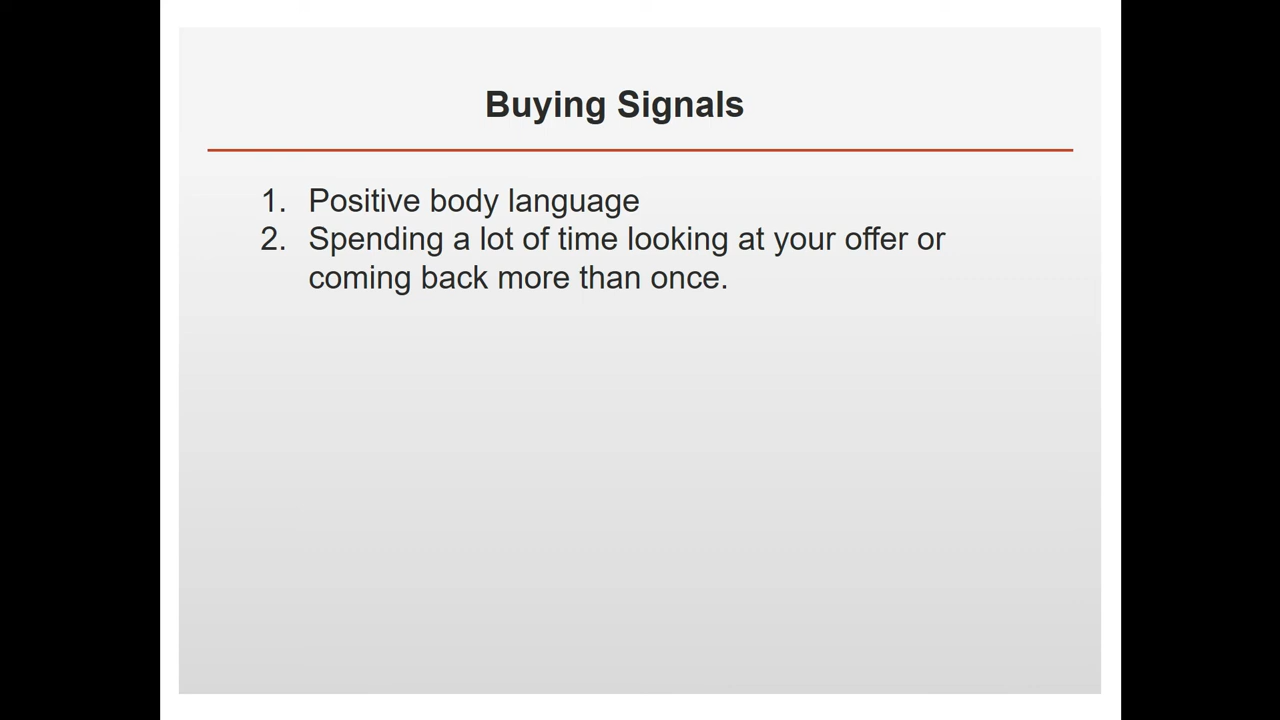 Buying Signals
1. Positive body language
2. Spending a lot of time looking at your offer or
coming back more than once.